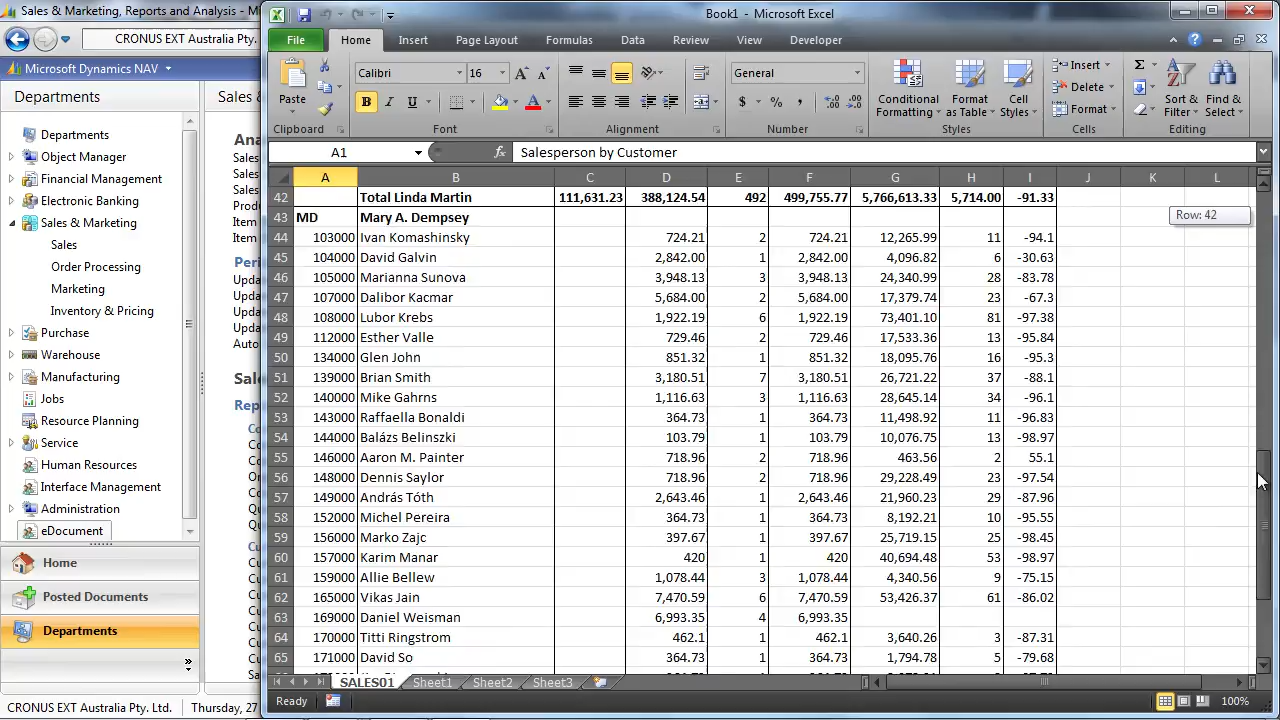 Sales & Marketing, Reports and Analysis - Mi
CRONUS EXT Australia Pty.
Microsoft Dynamics NAV
Departments
Departments
Object Manager
Financial Management
Electronic Banking
Sales & Marketing
Sales
Order Processing
Marketing
Inventory & Pricing
Purchase
Warehouse
Manufacturing
Jobs
Resource Planning
Service
Human Resources
Interface Management
Administration
eDocument
Home
Posted Documents
Departments
CRONUS EXT Australia Pty. Ltd.
Thursday, 27
Sales &
Ana
Sales
Sales
Sales
Prod
Item
Item
Peri
Upda
Upda
Upda
Auto
Sal
Rep
Book1 - Microsoft Excel
File Home Insert Page Layout Formulas Data Review View Developer
Paste
Calibri 16
B I U
General
$ % ,
Conditional Formatting
Format as Table
Cell Styles
Insert
Delete
Format
Sort & Filter
Find & Select
Clipboard Font Alignment Number Styles Cells Editing
A1 fx Salesperson by Customer
A B C D E F G H I J K L
42 Total Linda Martin 111,631.23 388,124.54 492 499,755.77 5,766,613.33 5,714.00 -91.33
Row: 42
43 MD Mary A. Dempsey
44 103000 Ivan Komashinsky 724.21 2 724.21 12,265.99 11 -94.1
45 104000 David Galvin 2,842.00 1 2,842.00 4,096.82 6 -30.63
46 105000 Marianna Sunova 3,948.13 3 3,948.13 24,340.99 28 -83.78
47 107000 Dalibor Kacmar 5,684.00 2 5,684.00 17,379.74 23 -67.3
48 108000 Lubor Krebs 1,922.19 6 1,922.19 73,401.10 81 -97.38
49 112000 Esther Valle 729.46 2 729.46 17,533.36 13 -95.84
50 134000 Glen John 851.32 1 851.32 18,095.76 16 -95.3
51 139000 Brian Smith 3,180.51 7 3,180.51 26,721.22 37 -88.1
52 140000 Mike Gahrns 1,116.63 3 1,116.63 28,645.14 34 -96.1
53 143000 Raffaella Bonaldi 364.73 1 364.73 11,498.92 11 -96.83
54 144000 Balázs Belinszki 103.79 1 103.79 10,076.75 13 -98.97
55 146000 Aaron M. Painter 718.96 2 718.96 463.56 2 55.1
56 148000 Dennis Saylor 718.96 2 718.96 29,228.49 23 -97.54
57 149000 András Tóth 2,643.46 1 2,643.46 21,960.23 29 -87.96
58 152000 Michel Pereira 364.73 1 364.73 8,192.21 10 -95.55
59 156000 Marko Zajc 397.67 1 397.67 25,719.15 25 -98.45
60 157000 Karim Manar 420 1 420 40,694.48 53 -98.97
61 159000 Allie Bellew 1,078.44 3 1,078.44 4,340.56 9 -75.15
62 165000 Vikas Jain 7,470.59 6 7,470.59 53,426.37 61 -86.02
63 169000 Daniel Weisman 6,993.35 4 6,993.35
64 170000 Titti Ringstrom 462.1 1 462.1 3,640.26 3 -87.31
65 171000 David So 364.73 1 364.73 1,794.78 5 -79.68
SALES01 Sheet1 Sheet2 Sheet3
Ready 100%